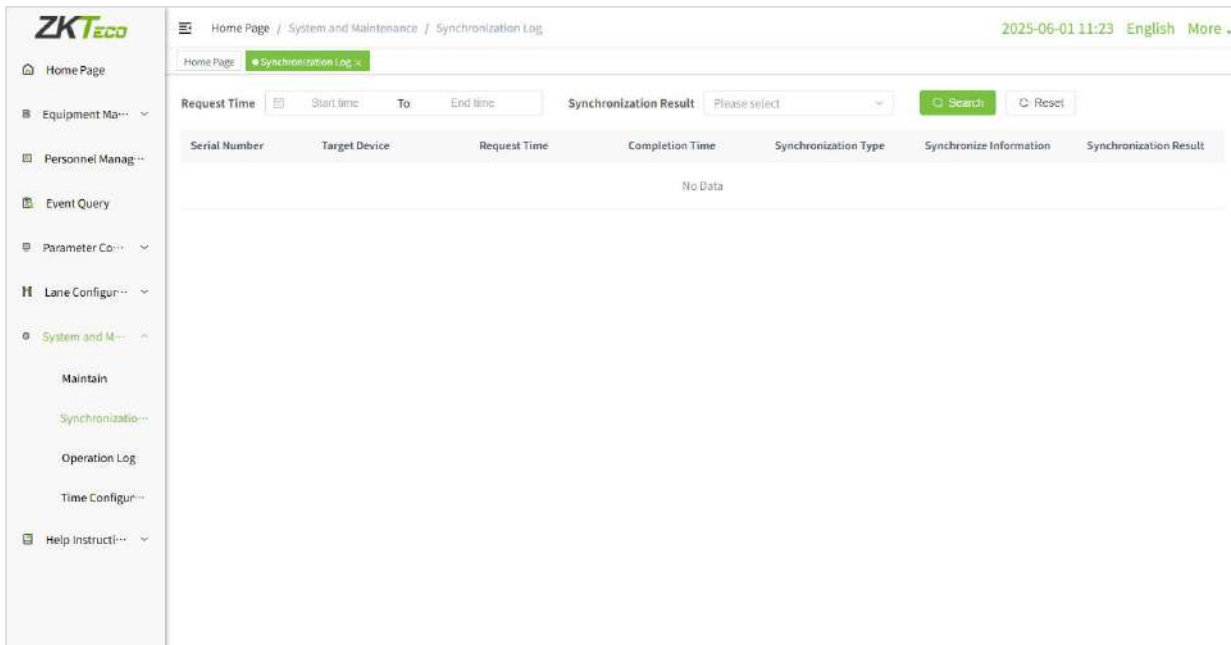 ZKTeco
Home Page / System and Maintenance / Synchronization Log
2025-06-01 11:23 English More
Home Page
Synchronization Log ×
Home Page
Equipment Ma···
Personnel Manag···
Event Query
Parameter Co···
Lane Configur···
System and M···
Maintain
Synchronizatio···
Operation Log
Time Configur···
Help Instructi···
Request Time Start time To End time Synchronization Result Please select Search Reset
Serial Number Target Device Request Time Completion Time Synchronization Type Synchronize Information Synchronization Result
No Data